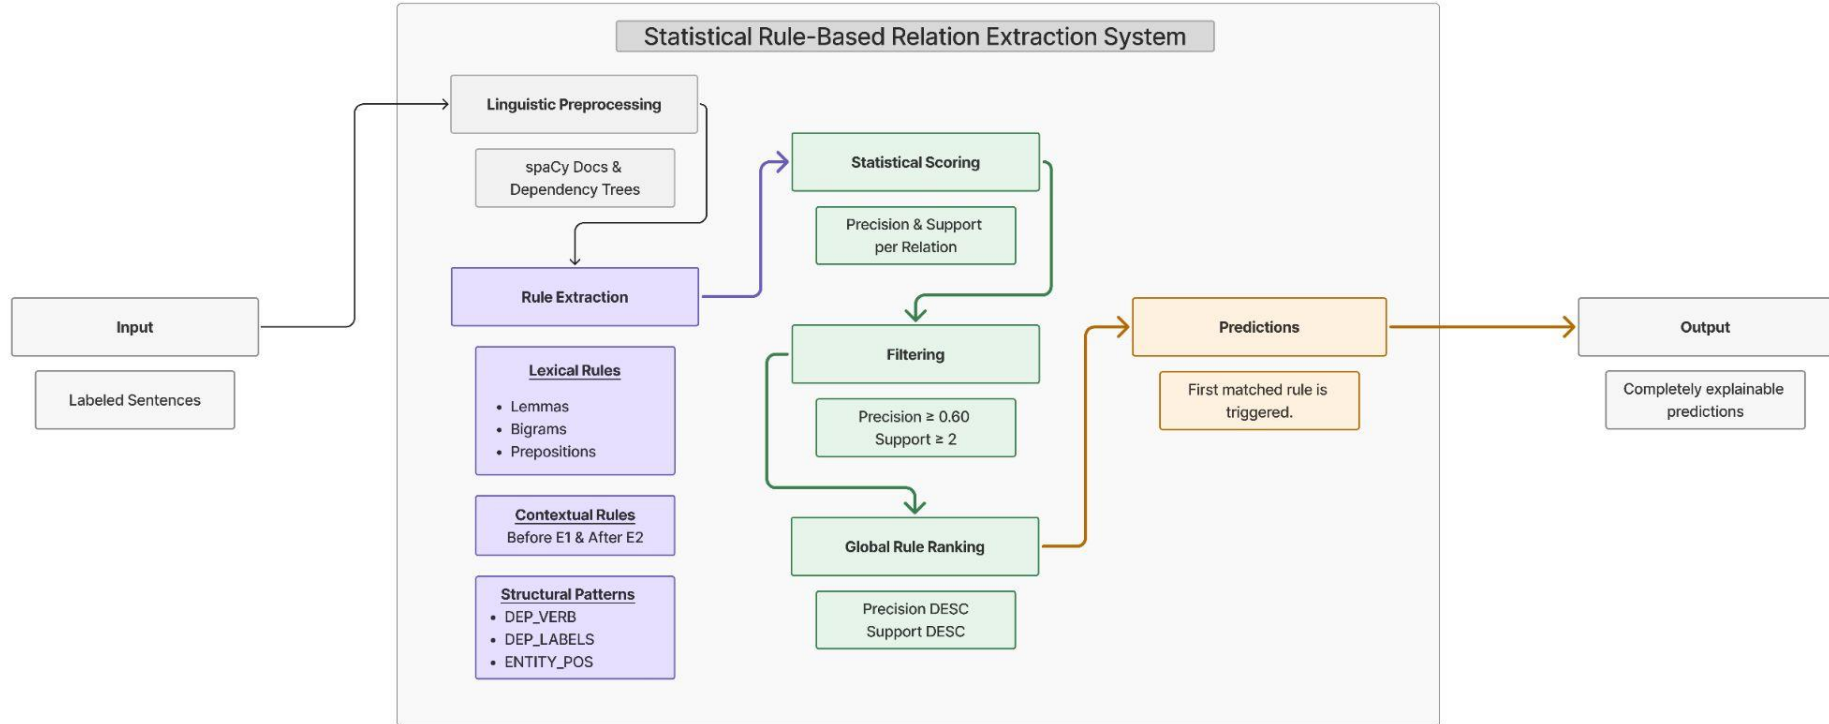 Statistical Rule-Based Relation Extraction System
Input
Labeled Sentences
Linguistic Preprocessing
spaCy Docs &
Dependency Trees
Rule Extraction
Lexical Rules
• Lemmas
• Bigrams
• Prepositions
Contextual Rules
Before E1 & After E2
Structural Patterns
• DEP_VERB
• DEP_LABELS
• ENTITY_POS
Statistical Scoring
Precision & Support
per Relation
Filtering
Precision ≥ 0.60
Support ≥ 2
Global Rule Ranking
Precision DESC
Support DESC
Predictions
First matched rule is
triggered.
Output
Completely explainable
predictions